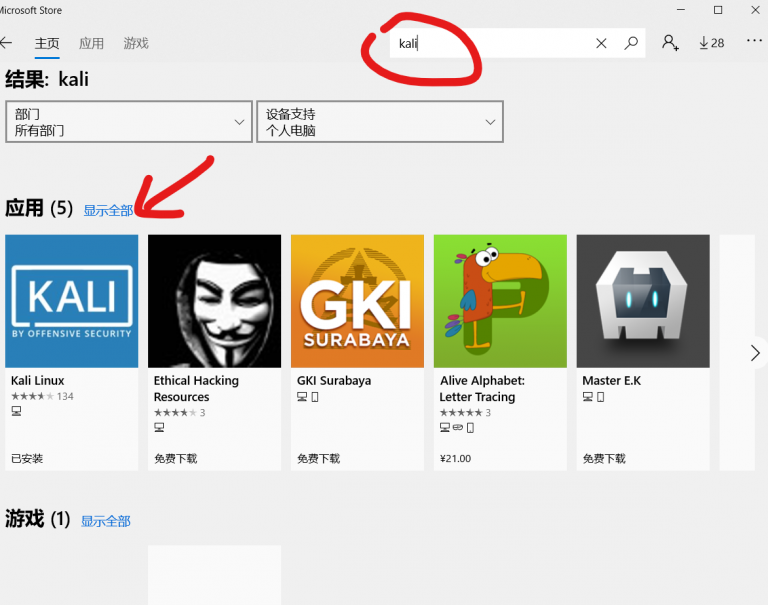 Microsoft Store
主页
应用
游戏
kali
28
结果: kali
部门
所有部门
设备支持
个人电脑
应用 (5)
显示全部
KALI
BY OFFENSIVE SECURITY
GKI
SURABAYA
P
Kali Linux
134
已安装
Ethical Hacking
Resources
3
免费下载
GKI Surabaya
免费下载
Alive Alphabet:
Letter Tracing
3
¥21.00
Master E.K
免费下载
游戏 (1)
显示全部